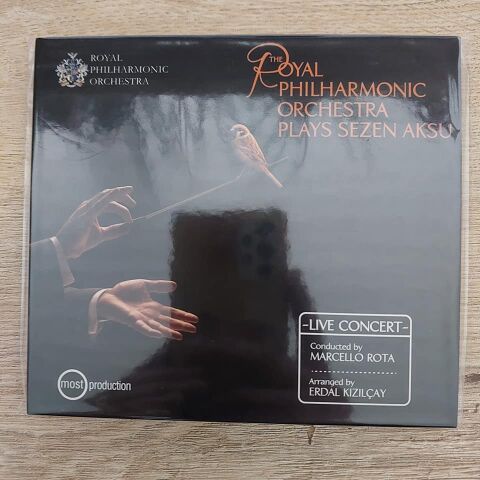 ROYAL
PHILHARMONIC
ORCHESTRA
THE
ROYAL
PHILHARMONIC
ORCHESTRA
PLAYS SEZEN AKSU
-LIVE CONCERT-
Conducted by
MARCELLO ROTA
Arranged by
ERDAL KIZILÇAY
most production